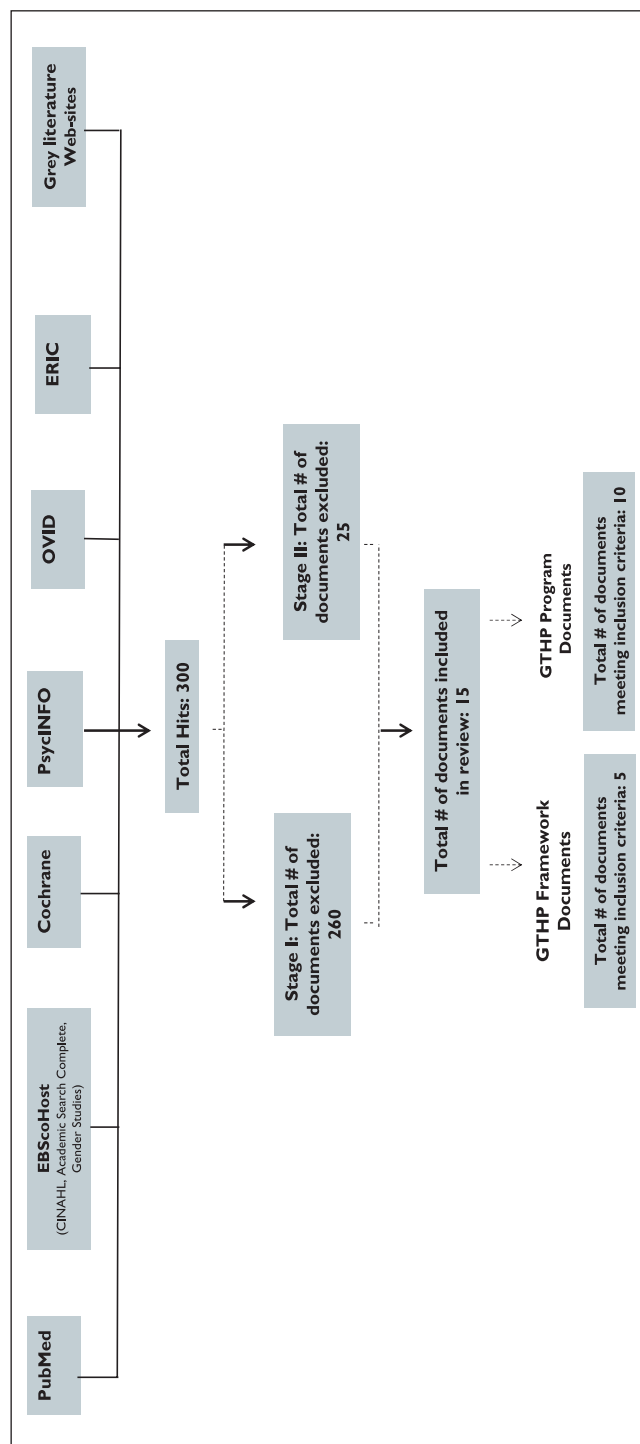 PubMed
EBScoHost
(CINAHL, Academic Search Complete,
Gender Studies)
Cochrane
PsycINFO
OVID
ERIC
Grey literature
Web-sites
Total Hits: 300
Stage I: Total # of
documents excluded:
260
Stage II: Total # of
documents excluded:
25
Total # of documents included
in review: 15
GTHP Framework
Documents
Total # of documents
meeting inclusion criteria: 5
GTHP Program
Documents
Total # of documents
meeting inclusion criteria: 10